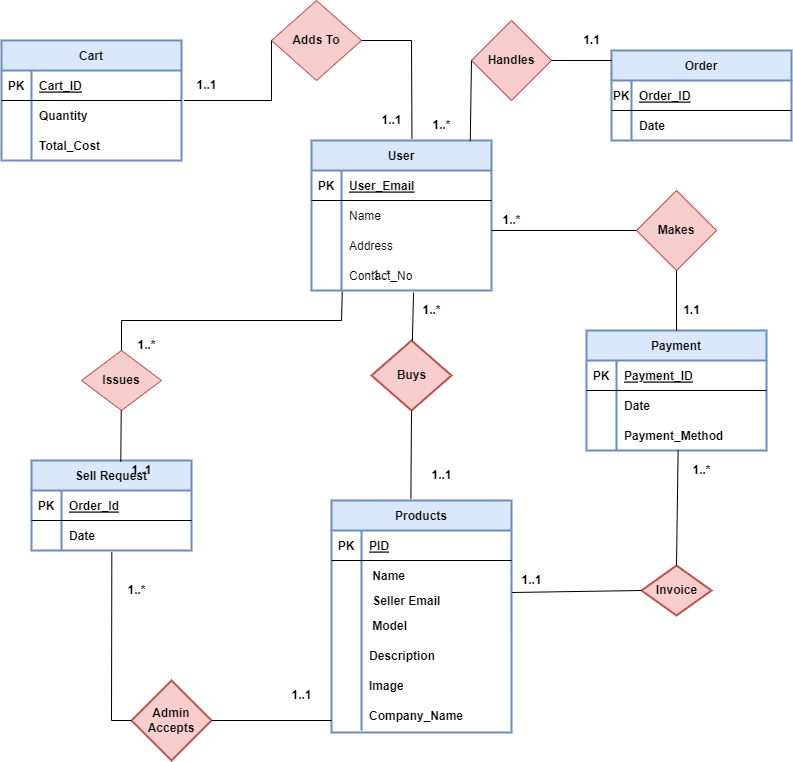 Adds To
Cart
PK Cart_ID
Quantity
Total_Cost
1..1
1..1
Handles
1.1
Order
PK Order_ID
Date
1..*
User
PK User_Email
Name
Address
Contact_No
1..*
Makes
1.1
Payment
PK Payment_ID
Date
Payment_Method
1..*
1..*
Issues
1..*
Buys
1..1
Sell Request
PK Order_Id
Date
1..1
Products
PK PID
Name
Seller Email
Model
Description
Image
Company_Name
1..1
Invoice
1..*
1..1
Admin
Accepts